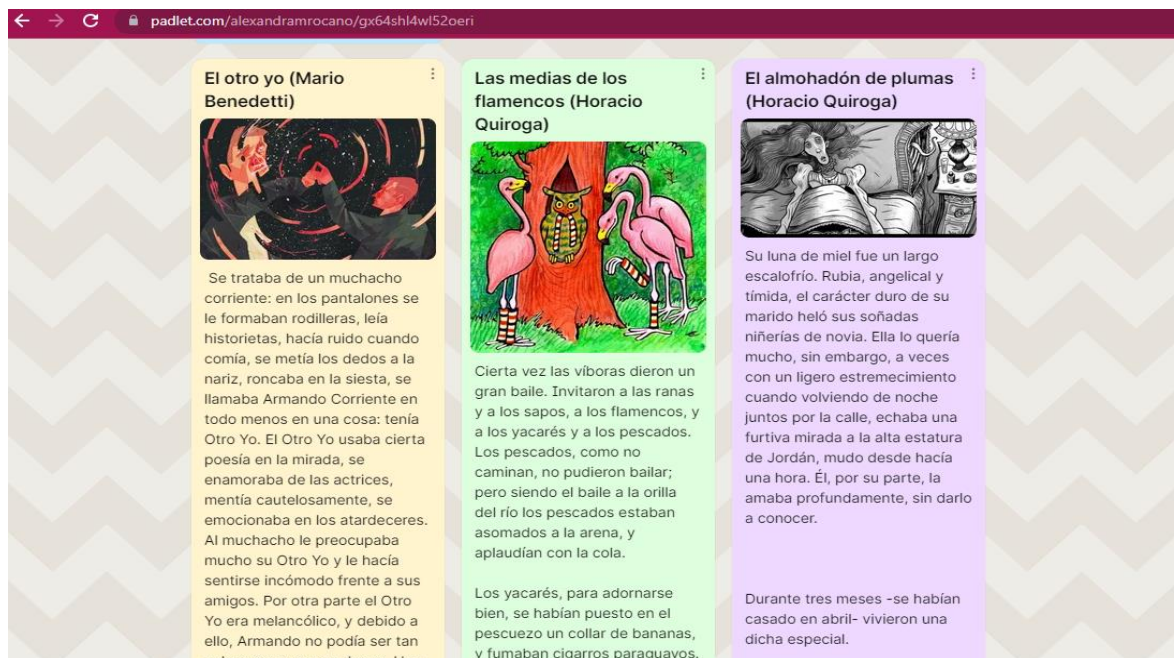 padlet.com/alexandramrocano/gx64shl4wl52oeri
El otro yo (Mario
Benedetti)
Se trataba de un muchacho
corriente: en los pantalones se
le formaban rodilleras, leía
historietas, hacía ruido cuando
comía, se metía los dedos a la
nariz, roncaba en la siesta, se
llamaba Armando Corriente en
todo menos en una cosa: tenía
Otro Yo. El Otro Yo usaba cierta
poesía en la mirada, se
enamoraba de las actrices,
mentía cautelosamente, se
emocionaba en los atardeceres.
Al muchacho le preocupaba
mucho su Otro Yo y le hacía
sentirse incómodo frente a sus
amigos. Por otra parte el Otro
Yo era melancólico, y debido a
ello, Armando no podía ser tan
Las medias de los
flamencos (Horacio
Quiroga)
Cierta vez las víboras dieron un
gran baile. Invitaron a las ranas
y a los sapos, a los flamencos, y
a los yacarés y a los pescados.
Los pescados, como no
caminan, no pudieron bailar;
pero siendo el baile a la orilla
del río los pescados estaban
asomados a la arena, y
aplaudían con la cola.
Los yacarés, para adornarse
bien, se habían puesto en el
pescuezo un collar de bananas,
y fumaban cigarros paraguayos.
El almohadón de plumas
(Horacio Quiroga)
Su luna de miel fue un largo
escalofrío. Rubia, angelical y
tímida, el carácter duro de su
marido heló sus soñadas
niñerías de novia. Ella lo quería
mucho, sin embargo, a veces
con un ligero estremecimiento
cuando volviendo de noche
juntos por la calle, echaba una
furtiva mirada a la alta estatura
de Jordán, mudo desde hacía
una hora. Él, por su parte, la
amaba profundamente, sin darlo
a conocer.
Durante tres meses -se habían
casado en abril- vivieron una
dicha especial.